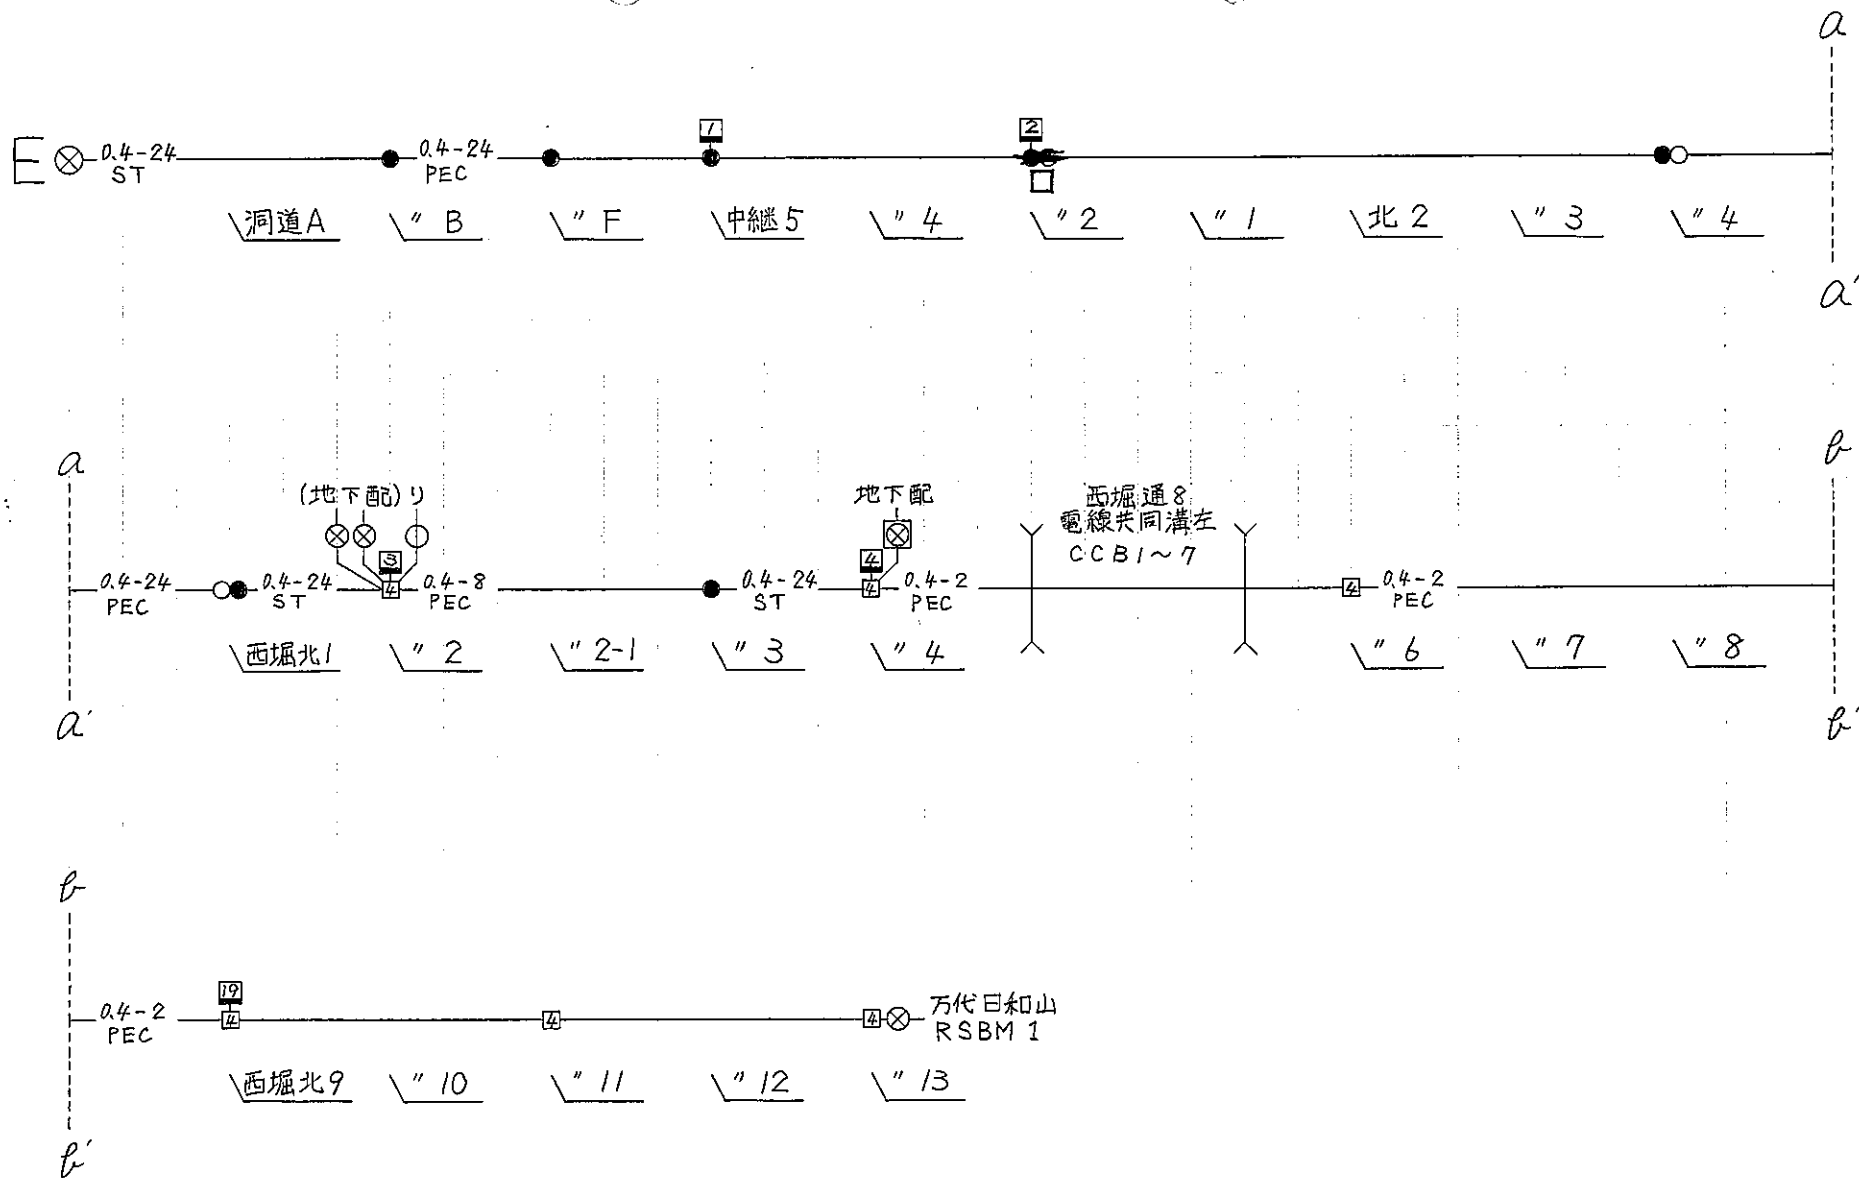 a
1
2
E 0.4-24 0.4-24
ST PEC
洞道A 〃 B 〃 F 中継5 〃 4 〃 2 〃 1 北2 〃 3 〃 4
a'
a
b
(地下配)り 地下配 西堀通8
電線共同溝左
CCB1~7
3 4
0.4-24 0.4-24 4 0.4-8 0.4-24 4 0.4-2 4 0.4-2
PEC ST PEC ST PEC PEC
西堀北1 〃 2 〃 2-1 〃 3 〃 4 〃 6 〃 7 〃 8
a'
b'
b
19
0.4-2 4 4 4 万代日和山
PEC RSBM 1
西堀北9 〃 10 〃 11 〃 12 〃 13
b'